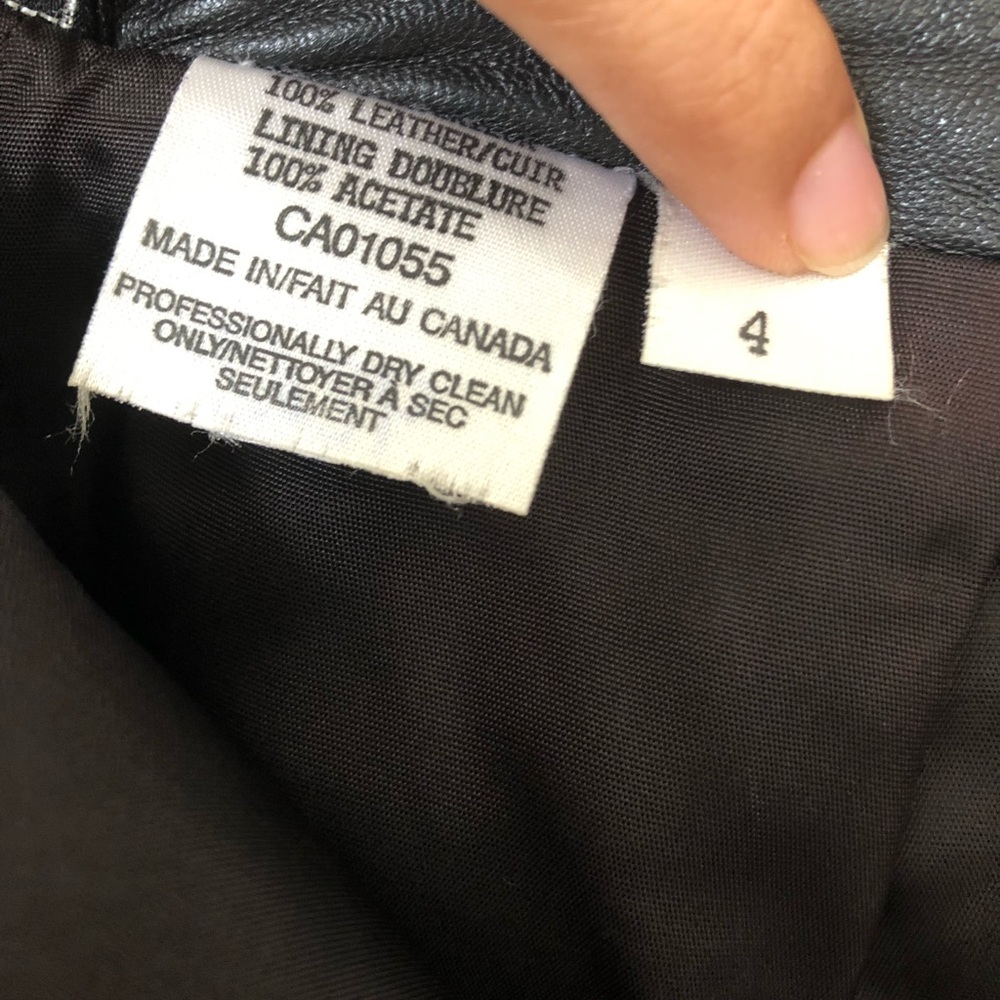 100% LEATHER/CUIR
LINING DOUBLURE
100% ACETATE
CA01055
MADE IN/FAIT AU CANADA
PROFESSIONALLY DRY CLEAN
ONLY/NETTOYER À SEC
SEULEMENT
4